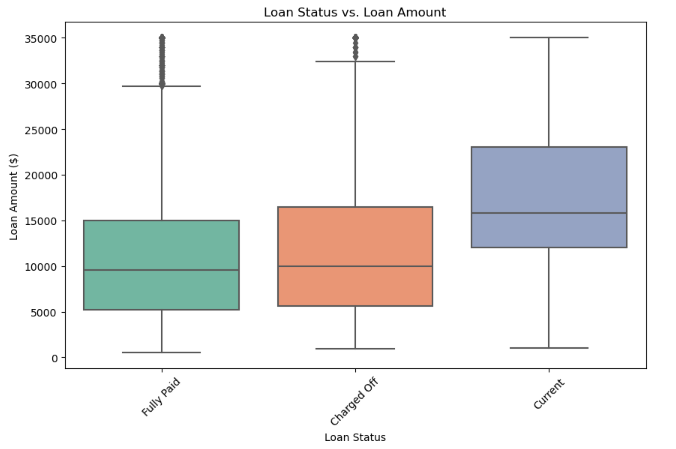 Loan Status vs. Loan Amount
35000
30000
25000
20000
15000
10000
5000
0
Loan Amount ($)
Fully Paid
Charged Off
Current
Loan Status